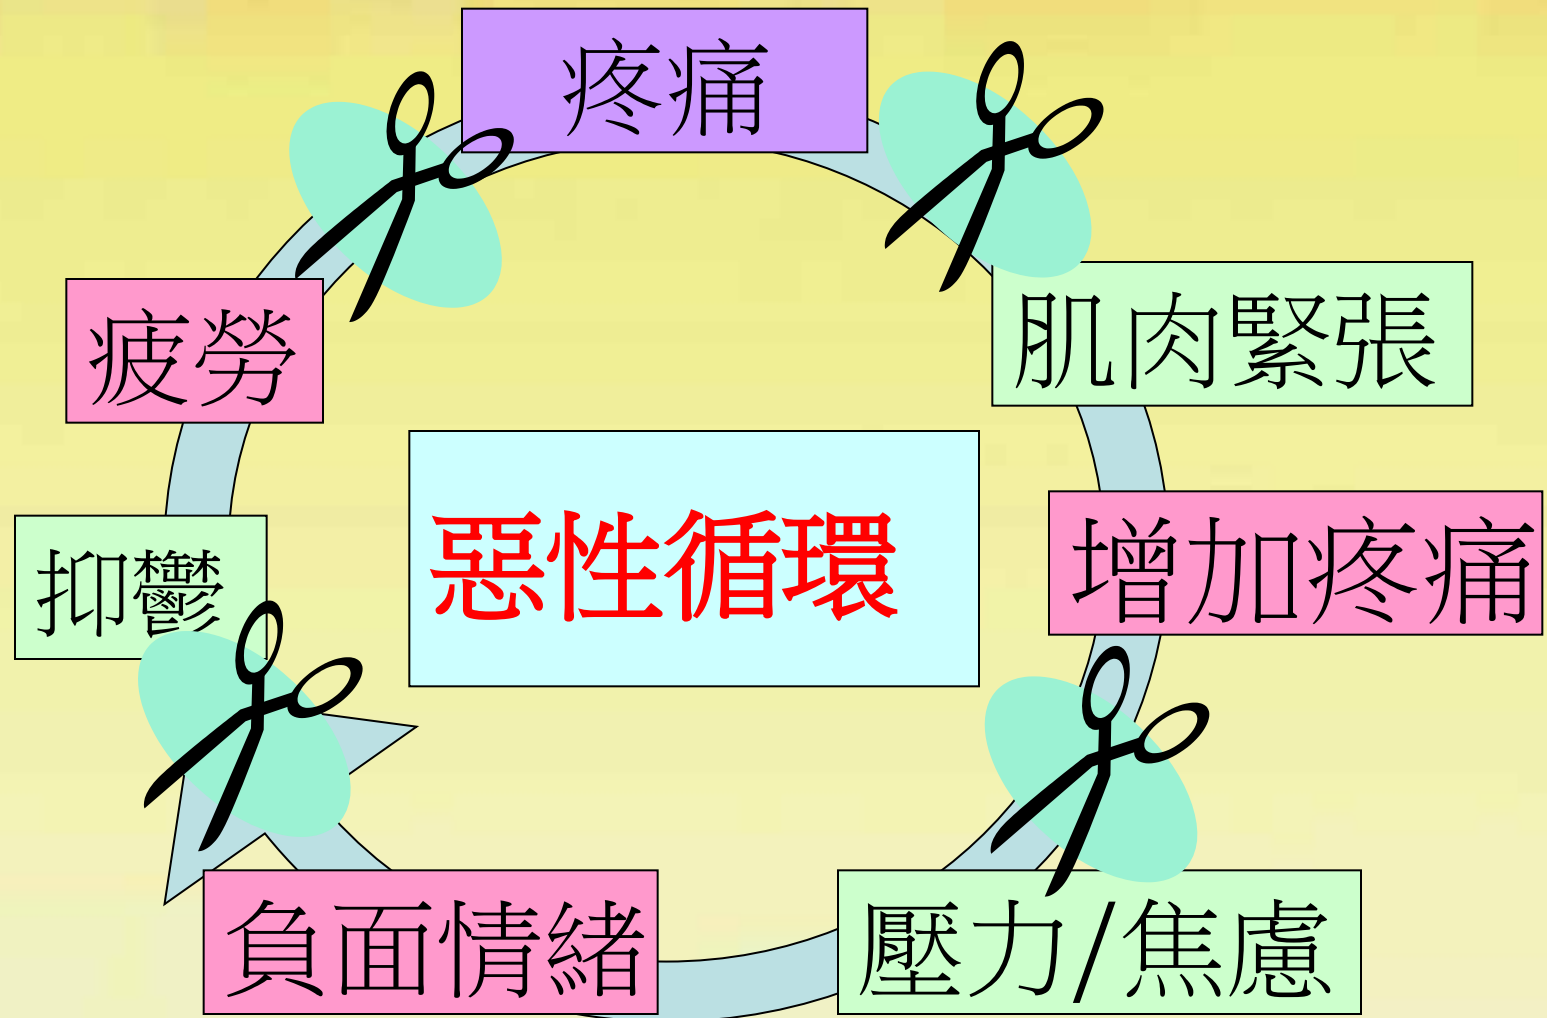 疼痛
肌肉緊張
增加疼痛
壓力/焦慮
負面情緒
抑鬱
疲勞
惡性循環